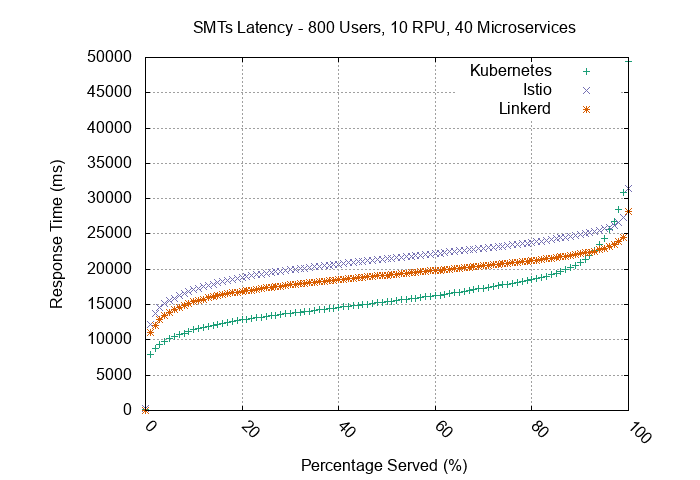 SMTs Latency - 800 Users, 10 RPU, 40 Microservices
50000
45000
40000
35000
30000
25000
20000
15000
10000
5000
0
Response Time (ms)
Kubernetes
Istio
Linkerd
0
20
40
60
80
100
Percentage Served (%)